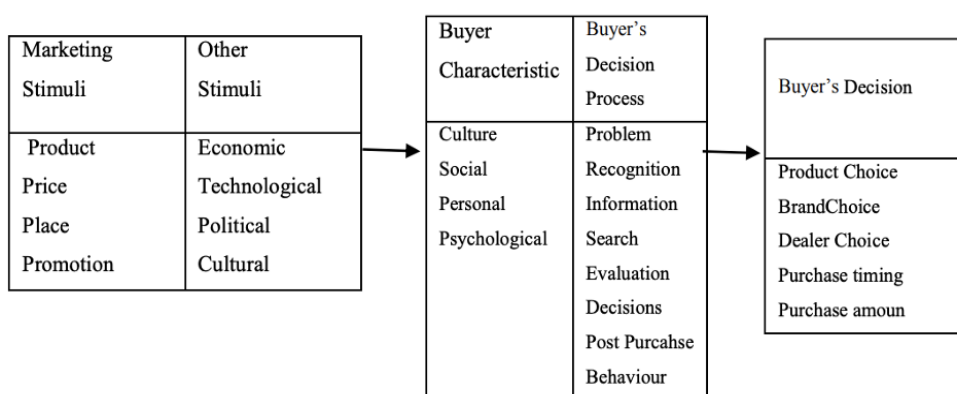 Marketing
Stimuli
Other
Stimuli
Product
Price
Place
Promotion
Economic
Technological
Political
Cultural
Buyer
Characteristic
Buyer's
Decision
Process
Culture
Social
Personal
Psychological
Problem
Recognition
Information
Search
Evaluation
Decisions
Post Purcahse
Behaviour
Buyer's Decision
Product Choice
BrandChoice
Dealer Choice
Purchase timing
Purchase amoun